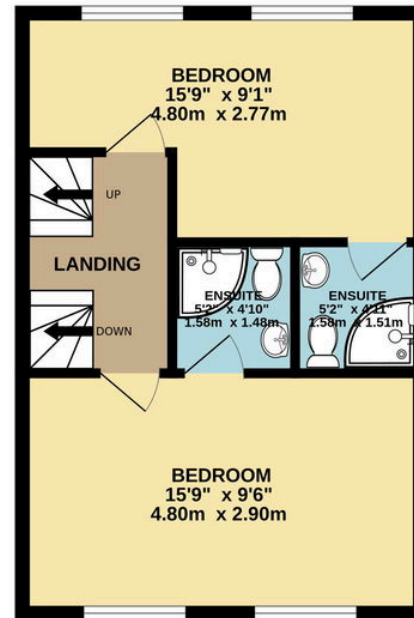 BEDROOM
15'9" x 9'1"
4.80m x 2.77m
UP
LANDING
DOWN
ENSUITE
5'2" x 4'10"
1.58m x 1.48m
ENSUITE
5'2" x 4'11"
1.58m x 1.51m
BEDROOM
15'9" x 9'6"
4.80m x 2.90m